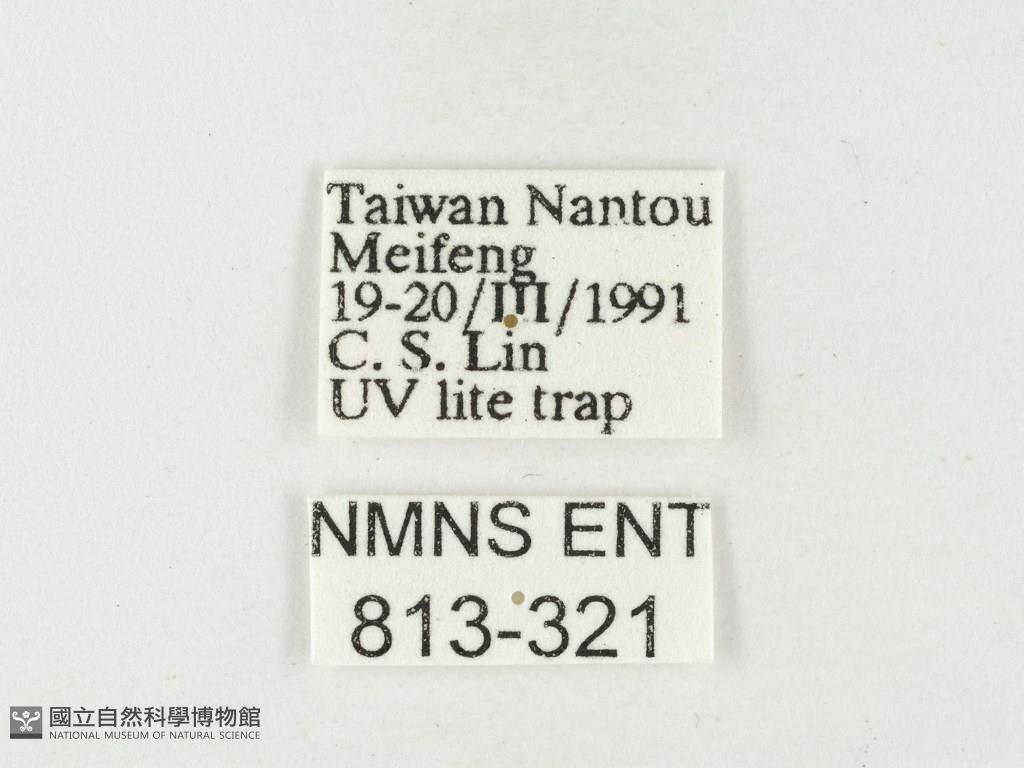 Taiwan Nantou
Meifeng
19-20/III/1991
C. S. Lin
UV lite trap
NMNS ENT
813-321
國立自然科學博物館
NATIONAL MUSEUM OF NATURAL SCIENCE